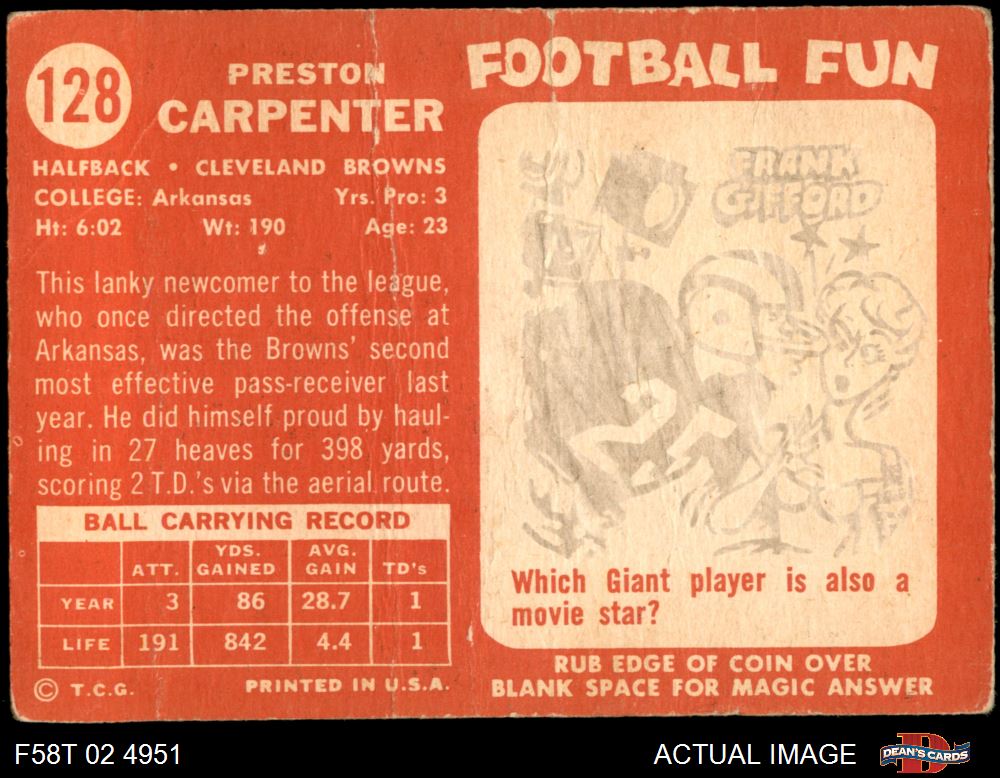 128
PRESTON
CARPENTER
HALFBACK • CLEVELAND BROWNS
COLLEGE: Arkansas Yrs. Pro: 3
Ht: 6:02 Wt: 190 Age: 23
This lanky newcomer to the league,
who once directed the offense at
Arkansas, was the Browns' second
most effective pass-receiver last
year. He did himself proud by haul-
ing in 27 heaves for 398 yards,
scoring 2 T.D.'s via the aerial route.
BALL CARRYING RECORD
ATT. YDS. GAINED AVG. GAIN TD's
YEAR 3 86 28.7 1
LIFE 191 842 4.4 1
© T.C.G. PRINTED IN U.S.A.
FOOTBALL FUN
FRANK
GIFFORD
Which Giant player is also a
movie star?
RUB EDGE OF COIN OVER
BLANK SPACE FOR MAGIC ANSWER
F58T 02 4951 ACTUAL IMAGE
DEAN'S CARDS